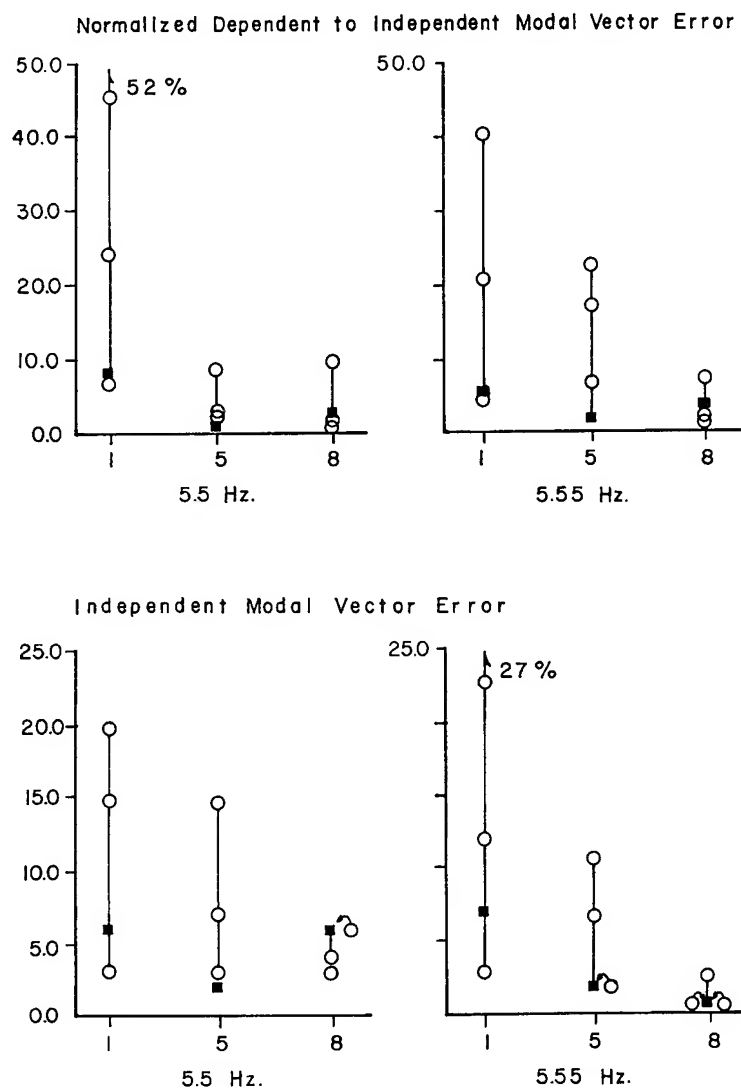 Normalized Dependent to Independent Modal Vector Error
50.0
52 %
40.0
30.0
20.0
10.0
0.0
1 5 8
5.5 Hz.
50.0
1 5 8
5.55 Hz.
Independent Modal Vector Error
25.0
20.0
15.0
10.0
5.0
0.0
1 5 8
5.5 Hz.
25.0
27 %
1 5 8
5.55 Hz.